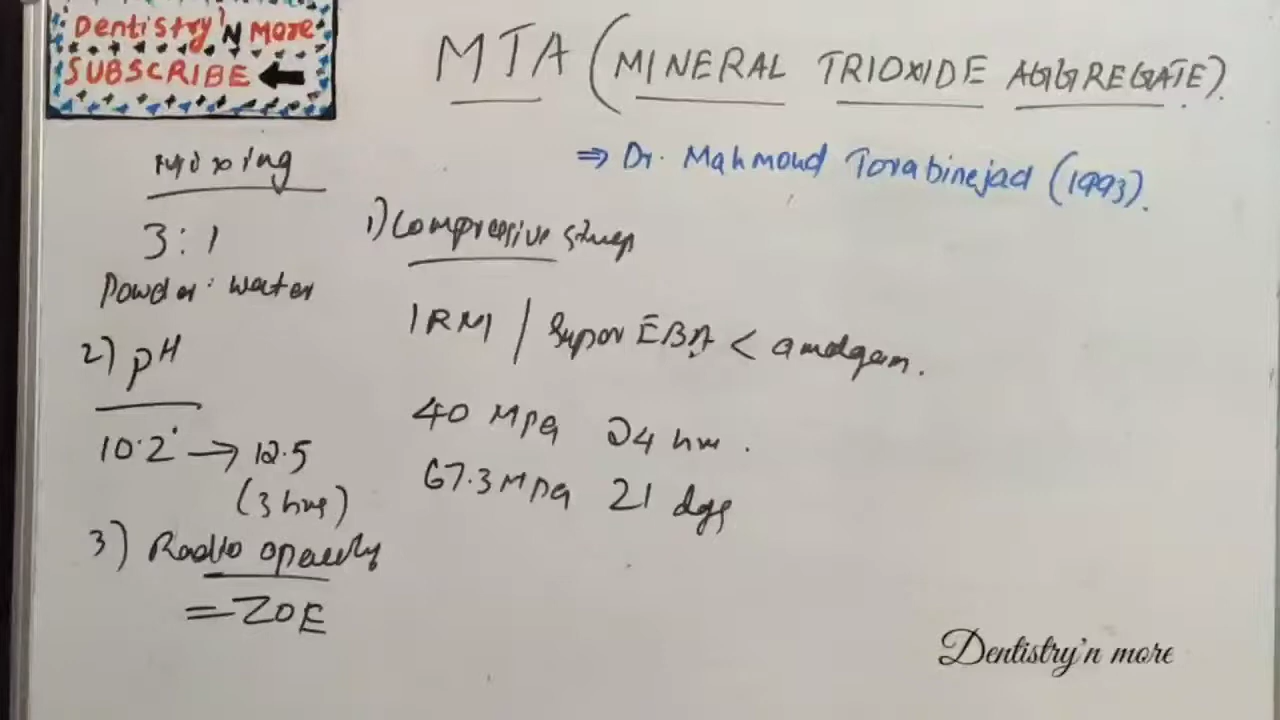 Dentistry'N More
SUBSCRIBE
MTA (MINERAL TRIOXIDE AGGREGATE).
⇒ Dr. Mahmoud Torabinejad (1993).
Mixing
3:1
Powder: water
2) pH
10.2 → 12.5
(3 hrs)
3) Radio opacity
= ZOE
1) Compressive
IRM / Super EBA < amalgam.
40 MPa 24 hrs.
67.3 MPa 21 days
Dentistry'n more